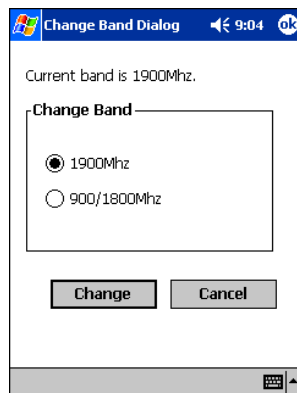 Change Band Dialog 9:04 ok
Current band is 1900Mhz.
Change Band
1900Mhz
900/1800Mhz
Change Cancel